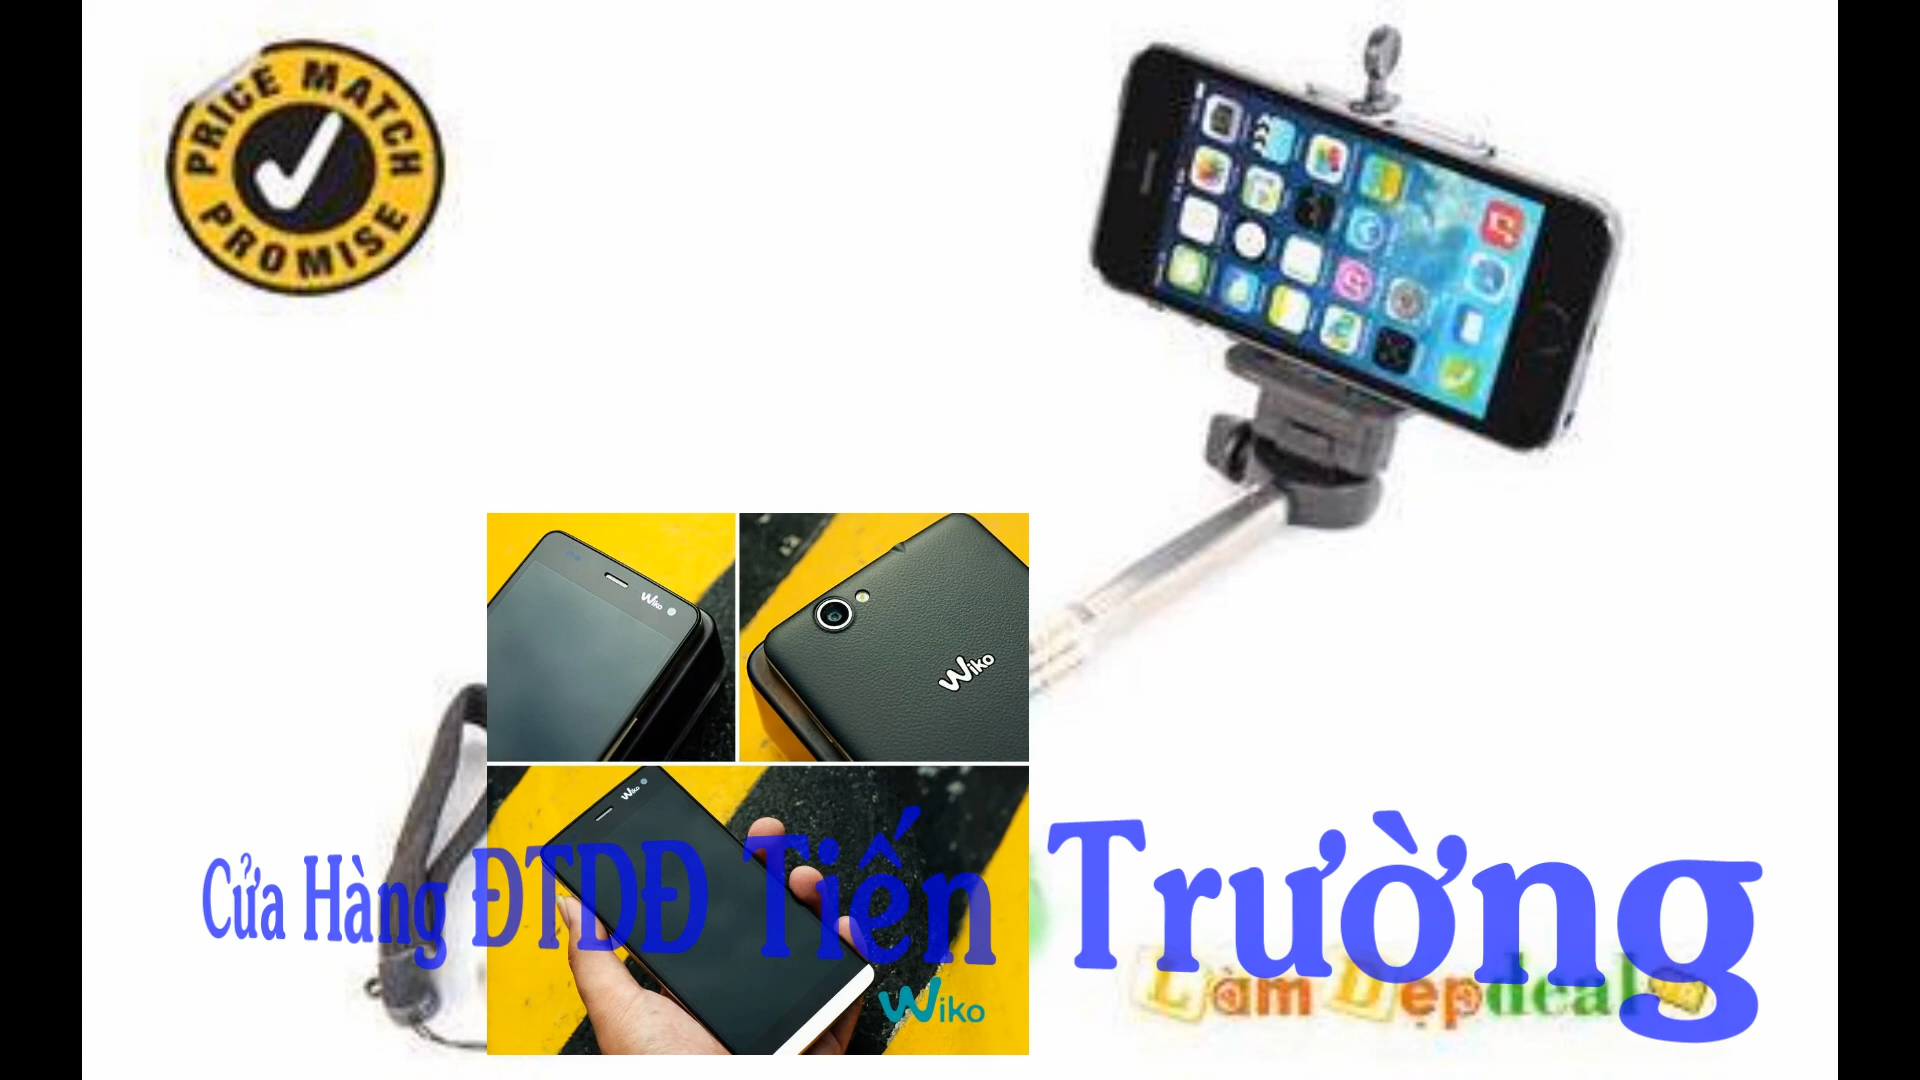 PRICE MATCH
PROMISE
Wiko
Wiko
Wiko
Cửa Hàng ĐTDĐ Tiến Trường
Wiko
Làm Đẹpdeal